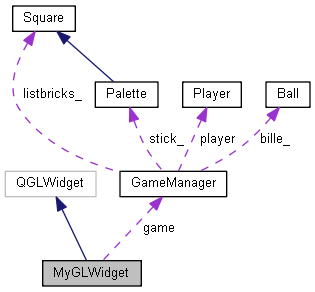 Square
listbricks_
Palette
Player
Ball
stick_
player
bille_
QGLWidget
GameManager
game
MyGLWidget